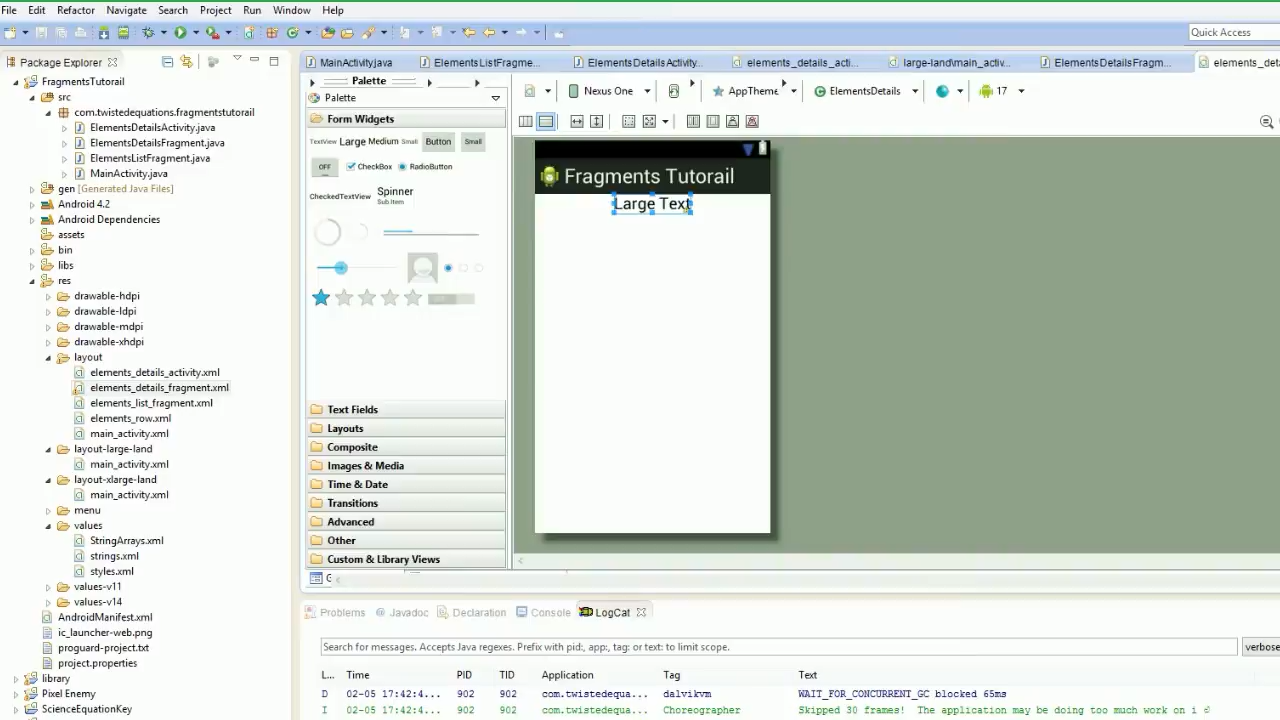 File Edit Refactor Navigate Search Project Run Window Help
Quick Access
Package Explorer
FragmentsTutorail
src
com.twistedequations.fragmentstutorail
ElementsDetailsActivity.java
ElementsDetailsFragment.java
ElementsListFragment.java
MainActivity.java
gen [Generated Java Files]
Android 4.2
Android Dependencies
assets
bin
libs
res
drawable-hdpi
drawable-ldpi
drawable-mdpi
drawable-xhdpi
layout
elements_details_activity.xml
elements_details_fragment.xml
elements_list_fragment.xml
elements_row.xml
main_activity.xml
layout-large-land
main_activity.xml
layout-xlarge-land
main_activity.xml
menu
values
StringArrays.xml
strings.xml
styles.xml
values-v11
values-v14
AndroidManifest.xml
ic_launcher-web.png
proguard-project.txt
project.properties
library
Pixel Enemy
ScienceEquationKey
MainActivity.java ElementsListFragme... ElementsDetailsActivity... elements_details_acti... large-land\main_activ... ElementsDetailsFragm... elements_det
Palette
Palette
Form Widgets
TextView Large Medium Small Button Small
OFF CheckBox RadioButton
CheckedTextView Spinner
Sub Item
Text Fields
Layouts
Composite
Images & Media
Time & Date
Transitions
Advanced
Other
Custom & Library Views
Nexus One AppTheme ElementsDetails 17
Fragments Tutorail
Large Text
Problems Javadoc Declaration Console LogCat
Search for messages. Accepts Java regexes. Prefix with pid:, app:, tag: or text: to limit scope.
verbose
L... Time PID TID Application Tag Text
D 02-05 17:42:4... 902 902 com.twistedequa... dalvikvm WAIT_FOR_CONCURRENT_GC blocked 65ms
I 02-05 17:42:4... 902 902 com.twistedequa... Choreographer Skipped 30 frames! The application may be doing too much work on i